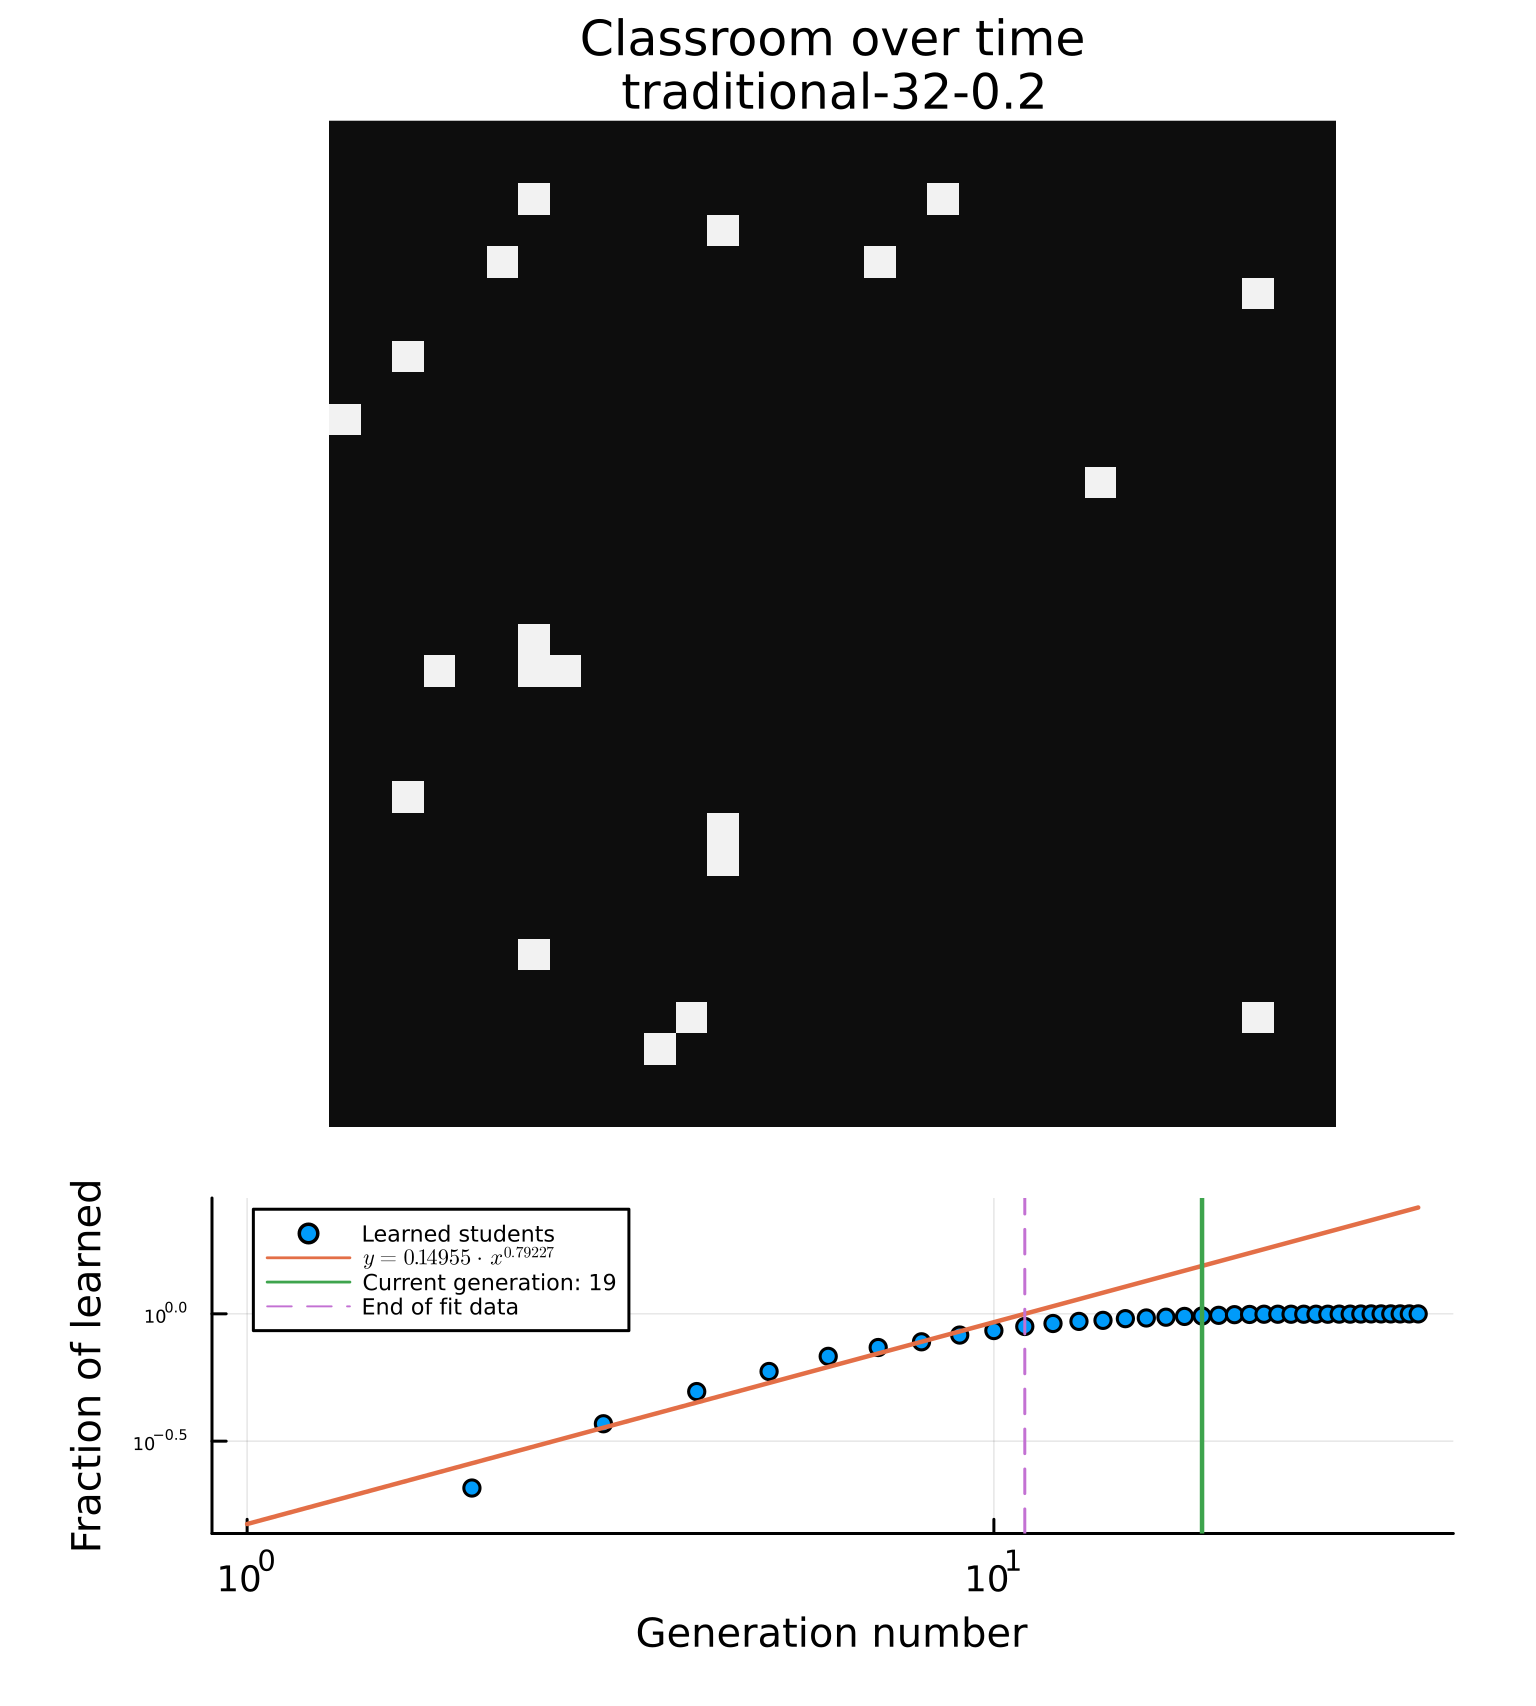 Classroom over time
traditional-32-0.2
Fraction of learned
Learned students
y = 0.14955 · x^0.79227
Current generation: 19
End of fit data
10^0.0
10^−0.5
10^0
10^1
Generation number